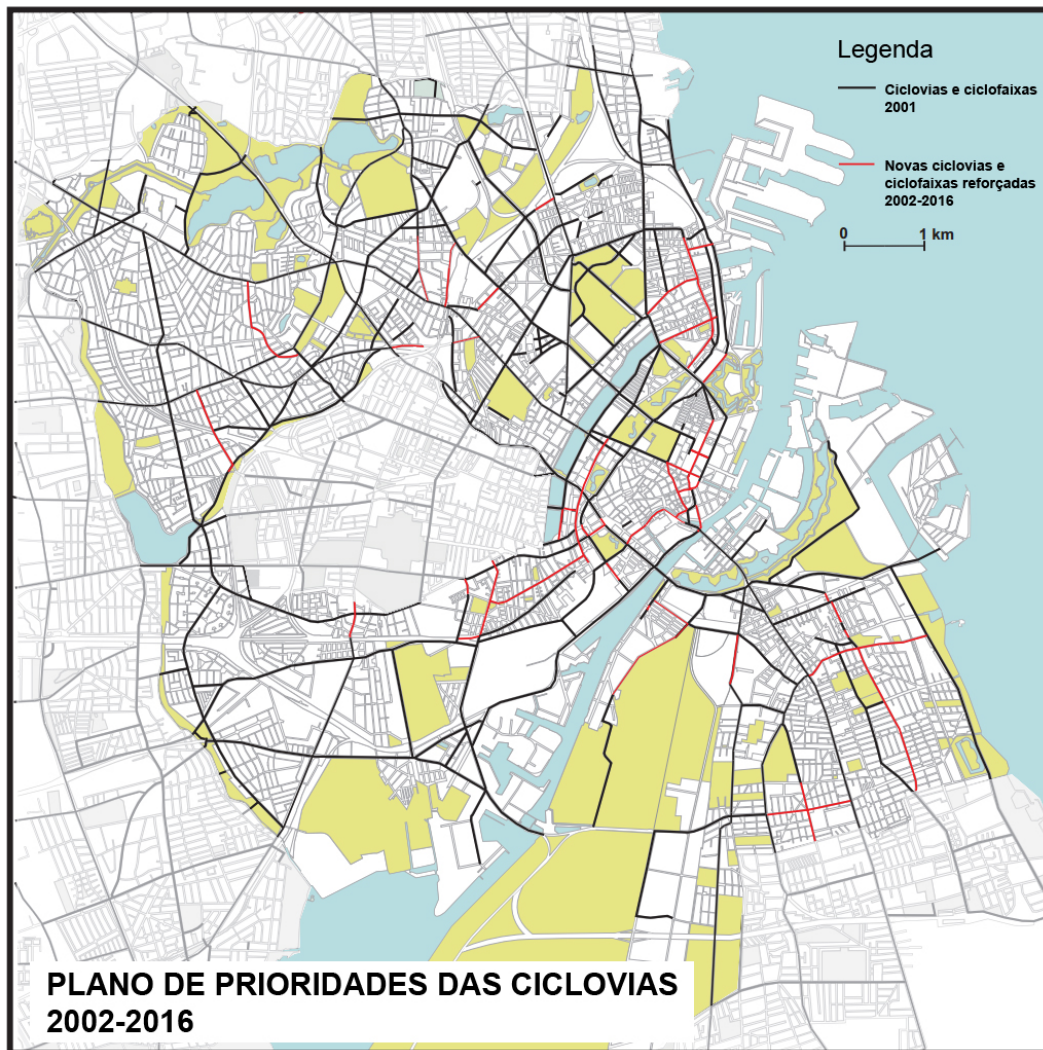 Legenda
Ciclovias e ciclofaixas
2001
Novas ciclovias e
ciclofaixas reforçadas
2002-2016
0 1 km
PLANO DE PRIORIDADES DAS CICLOVIAS
2002-2016